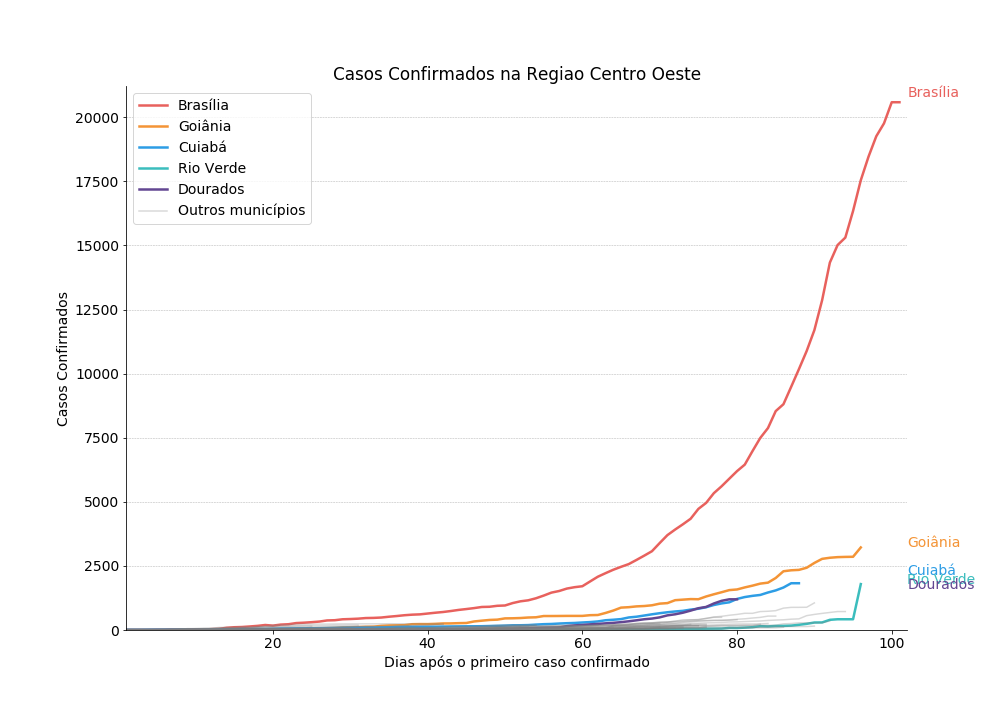 Casos Confirmados na Regiao Centro Oeste
Brasília
Goiânia
Cuiabá
Rio Verde
Dourados
Outros municípios
Casos Confirmados
20000
17500
15000
12500
10000
7500
5000
2500
0
20
40
60
80
100
Dias após o primeiro caso confirmado
Brasília
Goiânia
Cuiabá
Rio Verde
Dourados